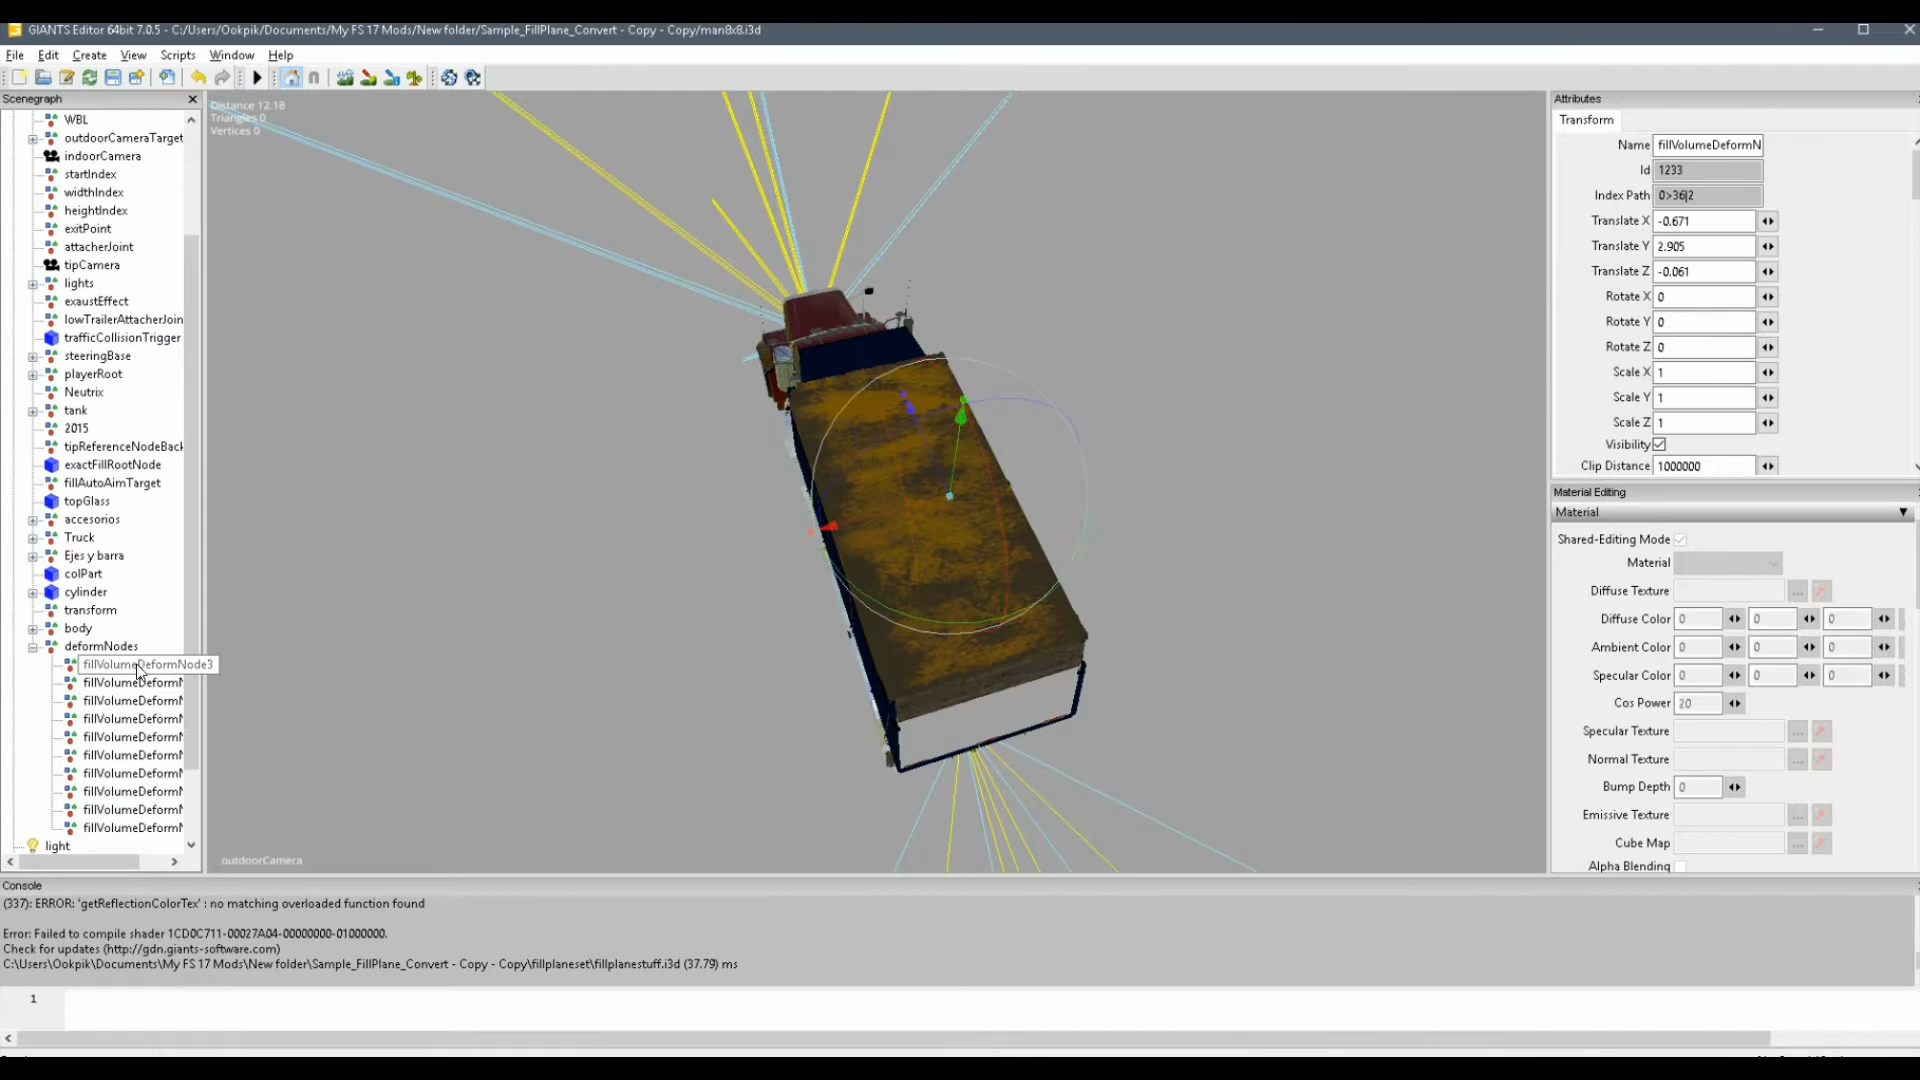 GIANTS Editor 64bit 7.0.5 - C:/Users/Ookpik/Documents/My FS 17 Mods/New folder/Sample_FillPlane_Convert - Copy - Copy/man8x8.i3d
File Edit Create View Scripts Window Help
Scenegraph
WBL
outdoorCameraTarget
indoorCamera
startIndex
widthIndex
heightIndex
exitPoint
attacherJoint
tipCamera
lights
exaustEffect
lowTrailerAttacherJoin
trafficCollisionTrigger
steeringBase
playerRoot
Neutrix
tank
2015
tipReferenceNodeBack
exactFillRootNode
fillAutoAimTarget
topGlass
accesorios
Truck
Ejes y barra
colPart
cylinder
transform
body
deformNodes
fillVolumeDeformNode3
fillVolumeDeformN
fillVolumeDeformN
fillVolumeDeformN
fillVolumeDeformN
fillVolumeDeformN
fillVolumeDeformN
fillVolumeDeformN
fillVolumeDeformN
fillVolumeDeformN
light
Distance 12.18
Triangles 0
Vertices 0
outdoorCamera
Attributes
Transform
Name fillVolumeDeformN
Id 1233
Index Path 0>36|2
Translate X -0.671
Translate Y 2.905
Translate Z -0.061
Rotate X 0
Rotate Y 0
Rotate Z 0
Scale X 1
Scale Y 1
Scale Z 1
Visibility
Clip Distance 1000000
Material Editing
Material
Shared-Editing Mode
Material
Diffuse Texture ...
Diffuse Color 0 0 0
Ambient Color 0 0 0
Specular Color 0 0 0
Cos Power 20
Specular Texture ...
Normal Texture ...
Bump Depth 0
Emissive Texture ...
Cube Map ...
Alpha Blending
Console
(337): ERROR: 'getReflectionColorTex' : no matching overloaded function found
Error: Failed to compile shader 1CD0C711-00027A04-00000000-01000000.
Check for updates (http://gdn.giants-software.com)
C:\Users\Ookpik\Documents\My FS 17 Mods\New folder\Sample_FillPlane_Convert - Copy - Copy\fillplaneset\fillplanestuff.i3d (37.79) ms
1